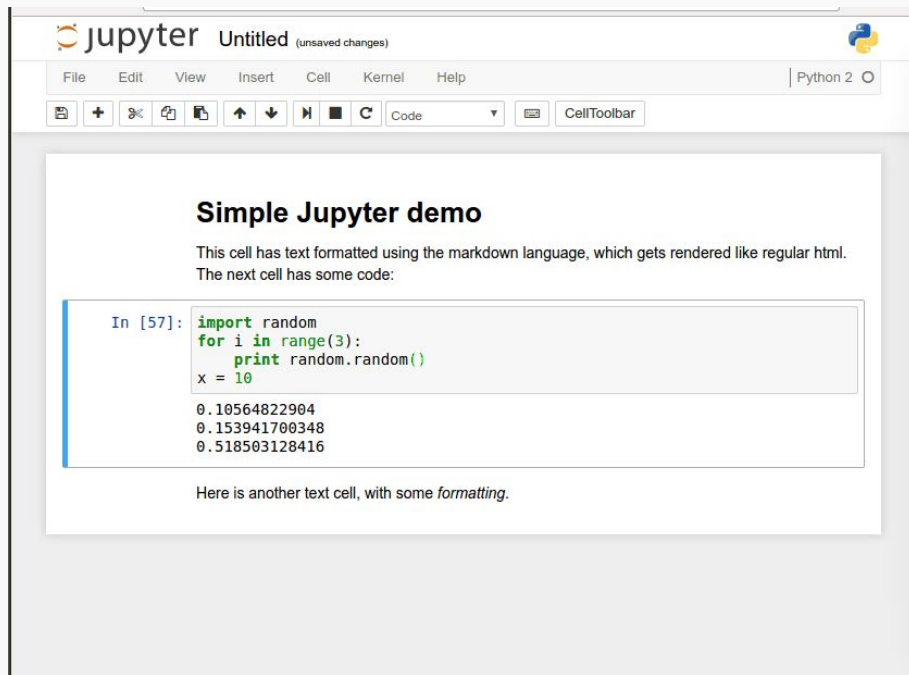 jupyter Untitled (unsaved changes)
File Edit View Insert Cell Kernel Help Python 2
Code CellToolbar
Simple Jupyter demo
This cell has text formatted using the markdown language, which gets rendered like regular html.
The next cell has some code:
In [57]: import random
for i in range(3):
    print random.random()
x = 10
0.10564822904
0.153941700348
0.518503128416
Here is another text cell, with some formatting.